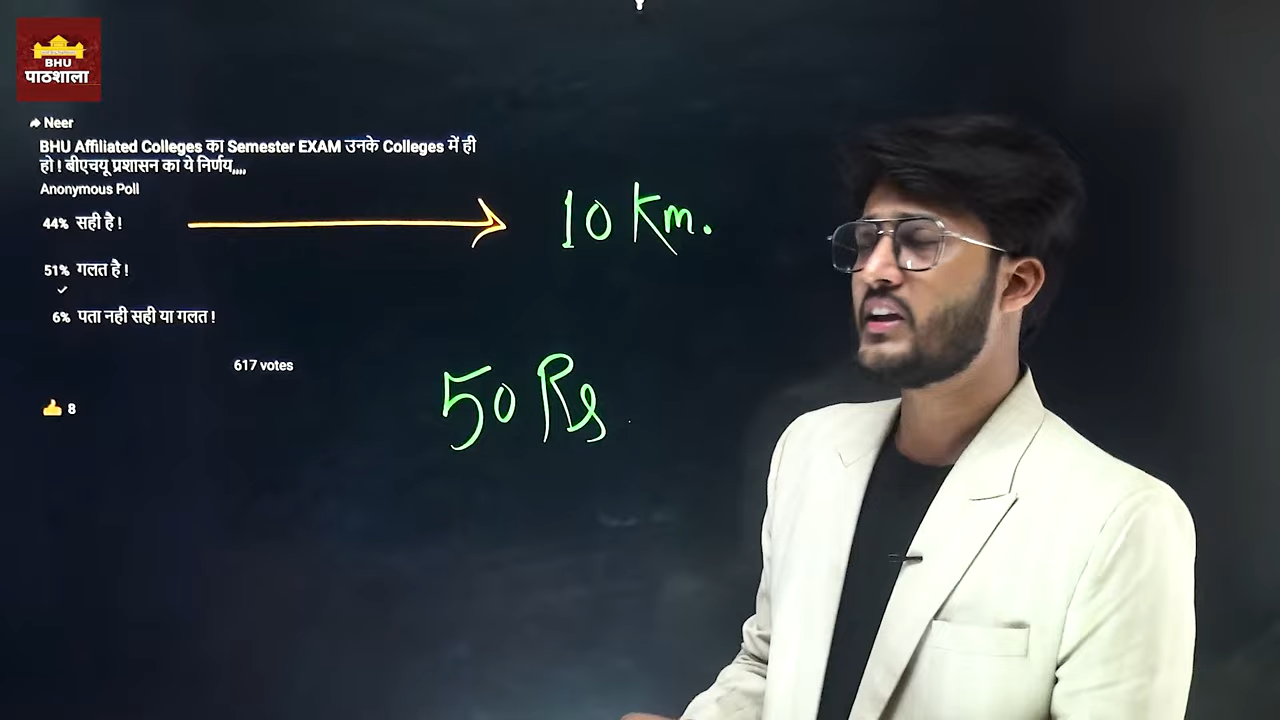 BHU
पाठशाला
Neer
BHU Affiliated Colleges का Semester EXAM उनके Colleges में ही
हो ! बीएचयू प्रशासन का ये निर्णय,,,,
Anonymous Poll
44% सही है !
10 Km.
51% गलत है !
6% पता नही सही या गलत !
617 votes
50 Rs
8